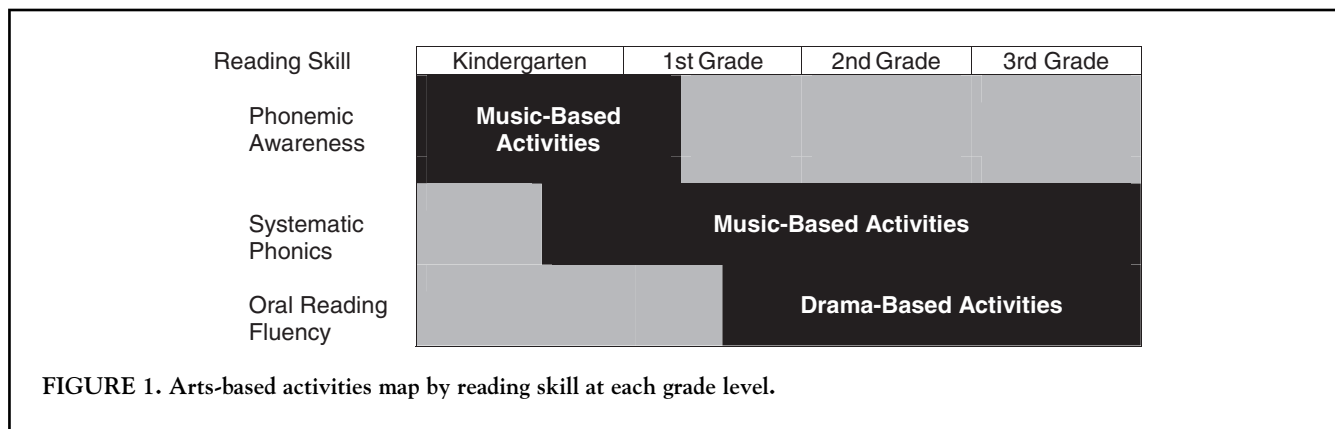 Reading Skill Kindergarten 1st Grade 2nd Grade 3rd Grade
Phonemic
Awareness
Music-Based
Activities
Systematic
Phonics
Music-Based Activities
Oral Reading
Fluency
Drama-Based Activities
FIGURE 1. Arts-based activities map by reading skill at each grade level.